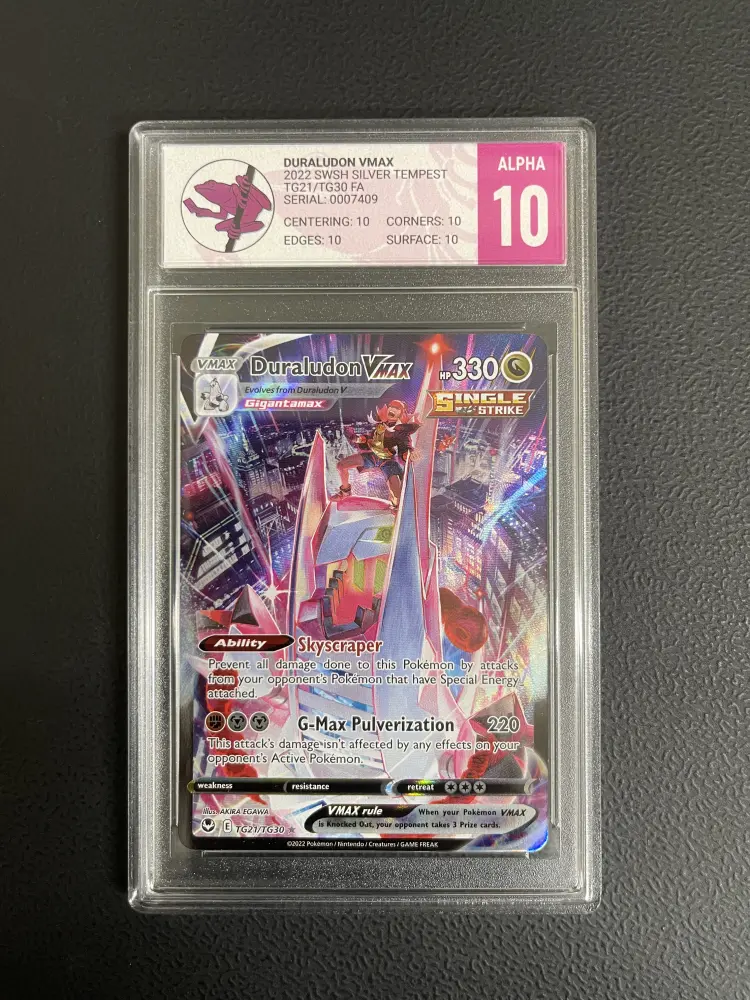 DURALUDON VMAX
2022 SWSH SILVER TEMPEST
TG21/TG30 FA
SERIAL: 0007409
CENTERING: 10 CORNERS: 10
EDGES: 10 SURFACE: 10
ALPHA
10
VMAX Duraludon VMAX HP 330
Evolves from Duraludon V
Gigantamax
SINGLE
STRIKE
Ability Skyscraper
Prevent all damage done to this Pokémon by attacks
from your opponent's Pokémon that have Special Energy
attached.
G-Max Pulverization 220
This attack's damage isn't affected by any effects on your
opponent's Active Pokémon.
weakness resistance retreat
Illus. AKIRA EGAWA
E TG21/TG30
VMAX rule When your Pokémon VMAX
is Knocked Out, your opponent takes 3 Prize cards.
©2022 Pokémon / Nintendo / Creatures / GAME FREAK